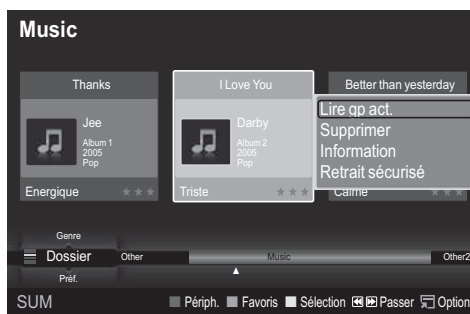 Music
Thanks
I Love You
Better than yesterday
Jee
Album 1
2005
Pop
Darby
Album 2
2005
Pop
Lire gp act.
Supprimer
Information
Retrait sécurisé
Energique ★★★
Triste ★★★
Calme ★★★
Genre
Dossier
Préf.
Other
Music
Other2
SUM
Périph. Favoris Sélection Passer Option